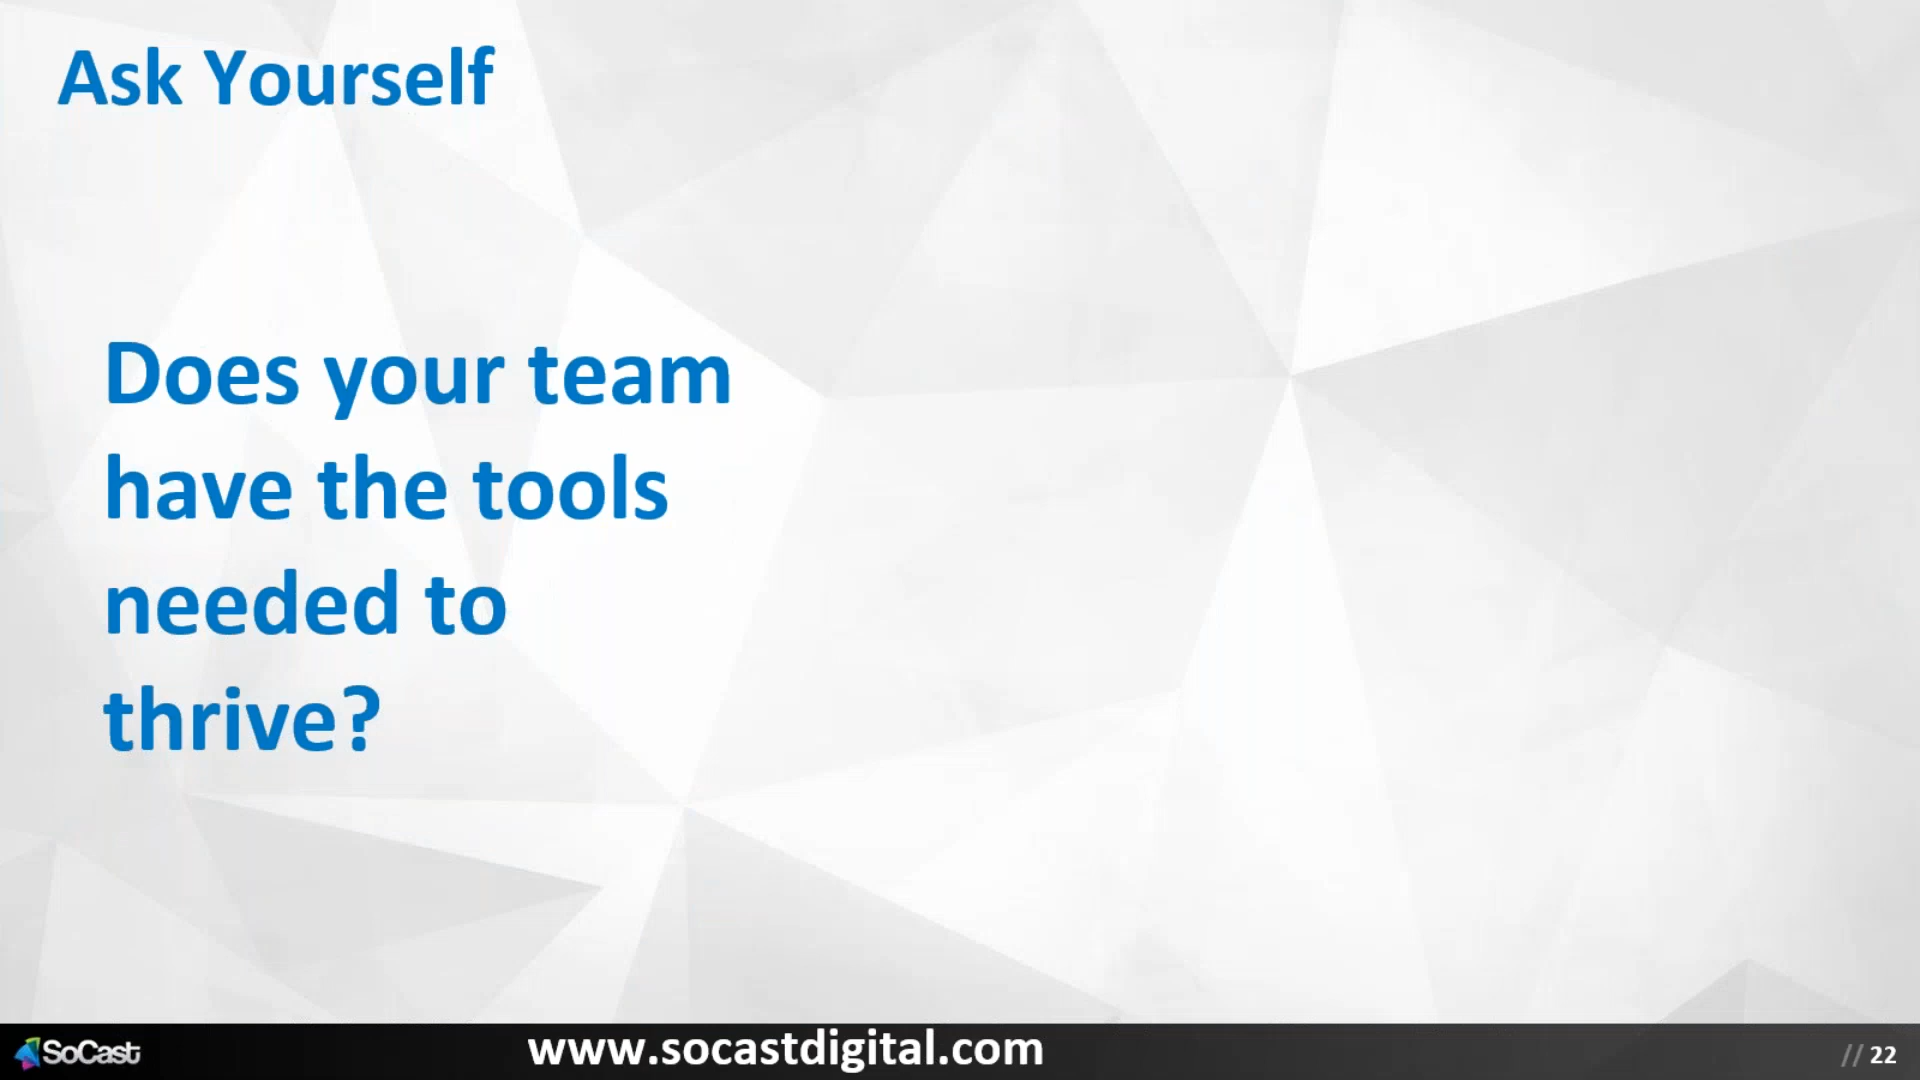 Ask Yourself
Does your team
have the tools
needed to
thrive?
SoCast
www.socastdigital.com
// 22